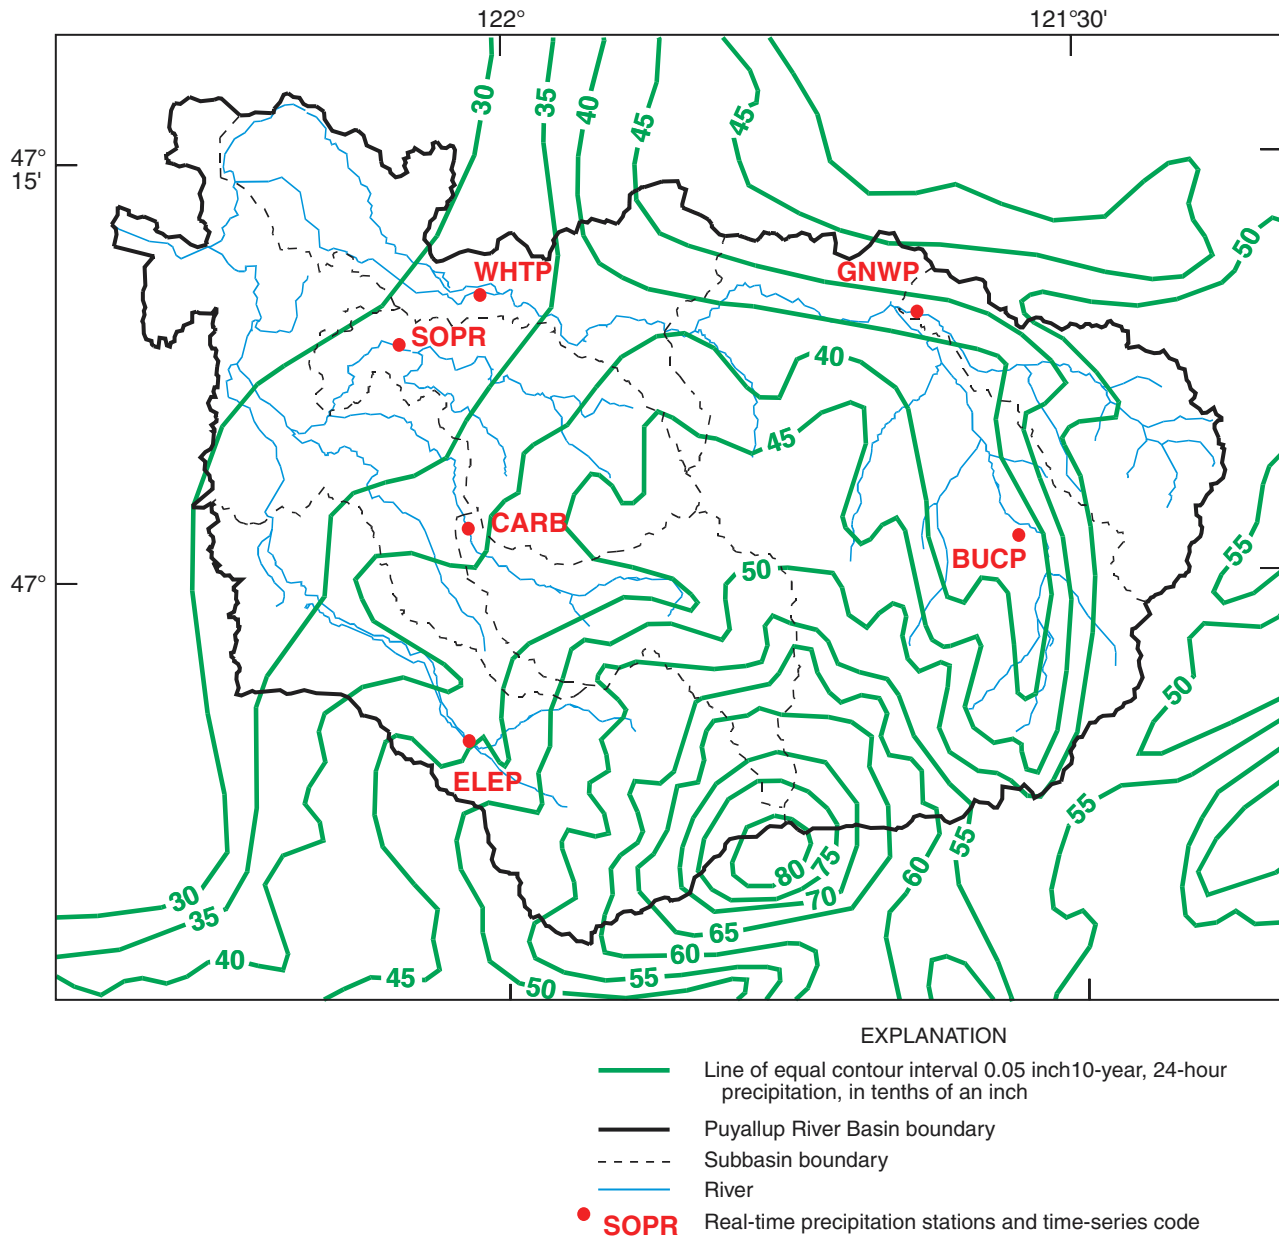 122°
121°30'
30
35
40
45
45
47°
15'
50
WHTP
GNWP
SOPR
40
45
CARB
BUCP
55
47°
50
50
ELEP
55
55
60
80
75
30
70
35
65
40
60
45
55
50
EXPLANATION
Line of equal contour interval 0.05 inch10-year, 24-hour
precipitation, in tenths of an inch
Puyallup River Basin boundary
Subbasin boundary
River
SOPR Real-time precipitation stations and time-series code